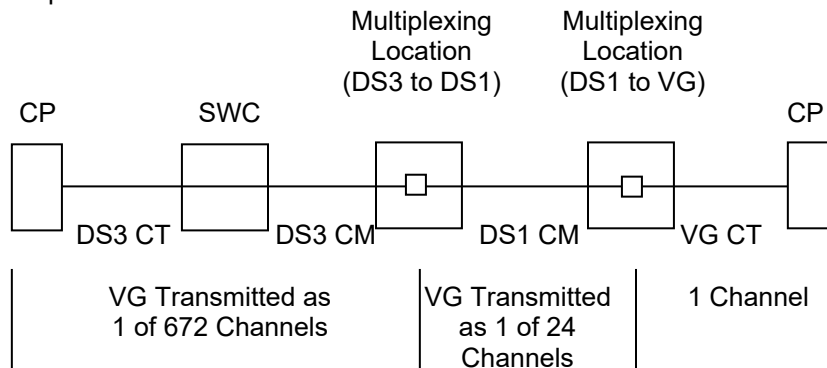 Multiplexing
Location
(DS3 to DS1)
Multiplexing
Location
(DS1 to VG)
CP
SWC
CP
DS3 CT
DS3 CM
DS1 CM
VG CT
VG Transmitted as
1 of 672 Channels
VG Transmitted
as 1 of 24
Channels
1 Channel